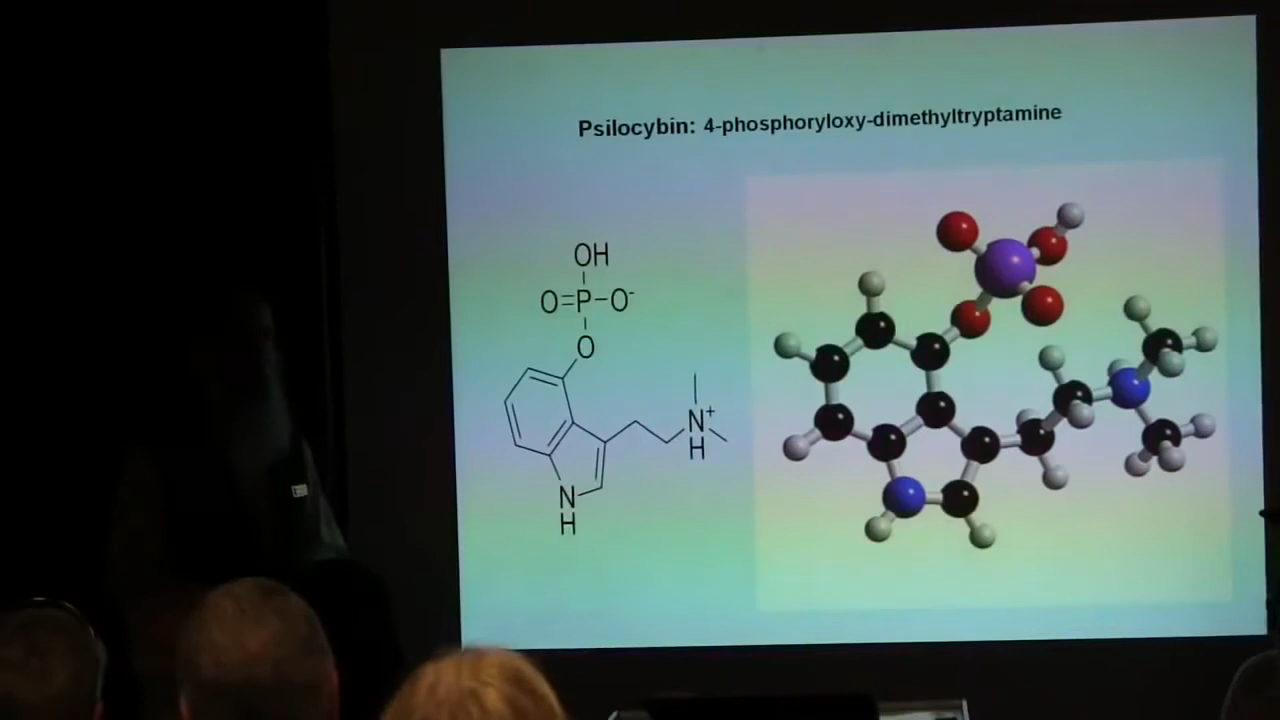 Psilocybin: 4-phosphoryloxy-dimethyltryptamine
OH
O=P-O-
O
N+
H
N
H